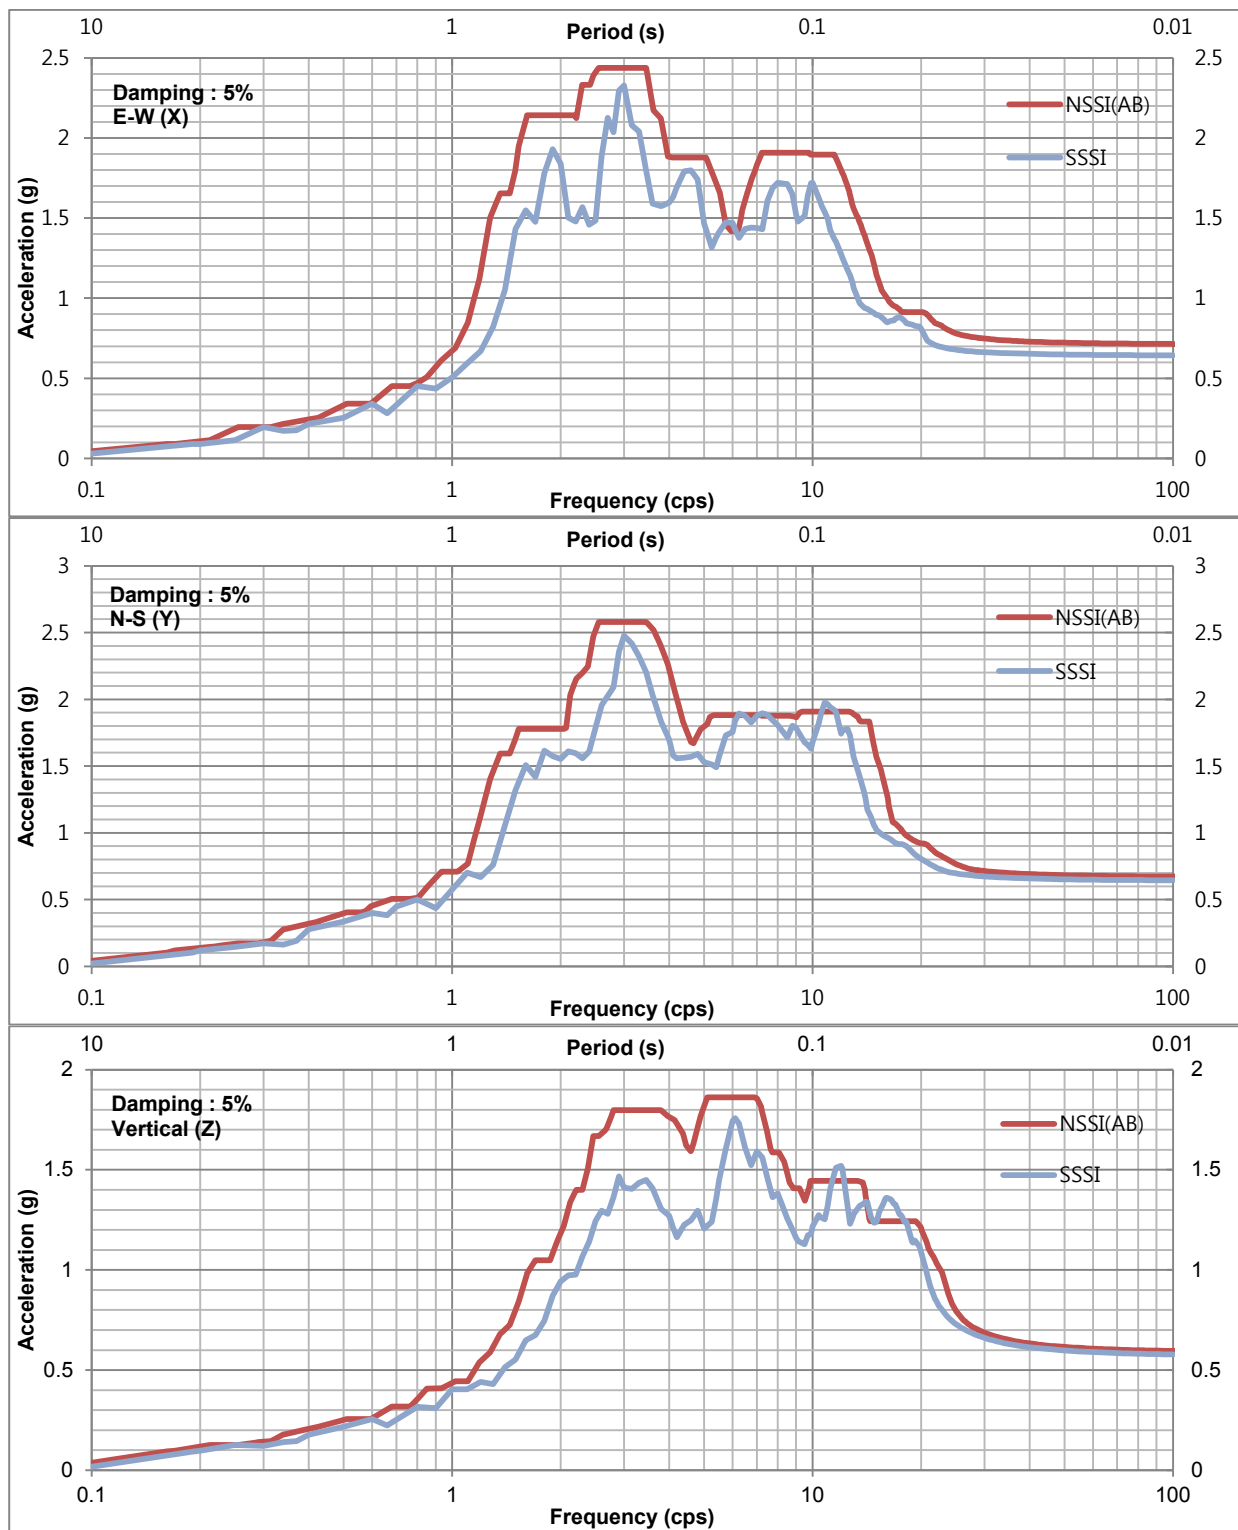 10 1 Period (s) 0.1 0.01
2.5 2.5
Damping : 5%
E-W (X)
NSSI(AB)
2 2
SSSI
1.5 1.5
Acceleration (g)
1 1
0.5 0.5
0 0
0.1 1 Frequency (cps) 10 100
10 1 Period (s) 0.1 0.01
3 3
Damping : 5%
N-S (Y)
NSSI(AB)
2.5 2.5
SSSI
2 2
Acceleration (g)
1.5 1.5
1 1
0.5 0.5
0 0
0.1 1 Frequency (cps) 10 100
10 1 Period (s) 0.1 0.01
2 2
Damping : 5%
Vertical (Z)
NSSI(AB)
SSSI
1.5 1.5
Acceleration (g)
1 1
0.5 0.5
0 0
0.1 1 Frequency (cps) 10 100